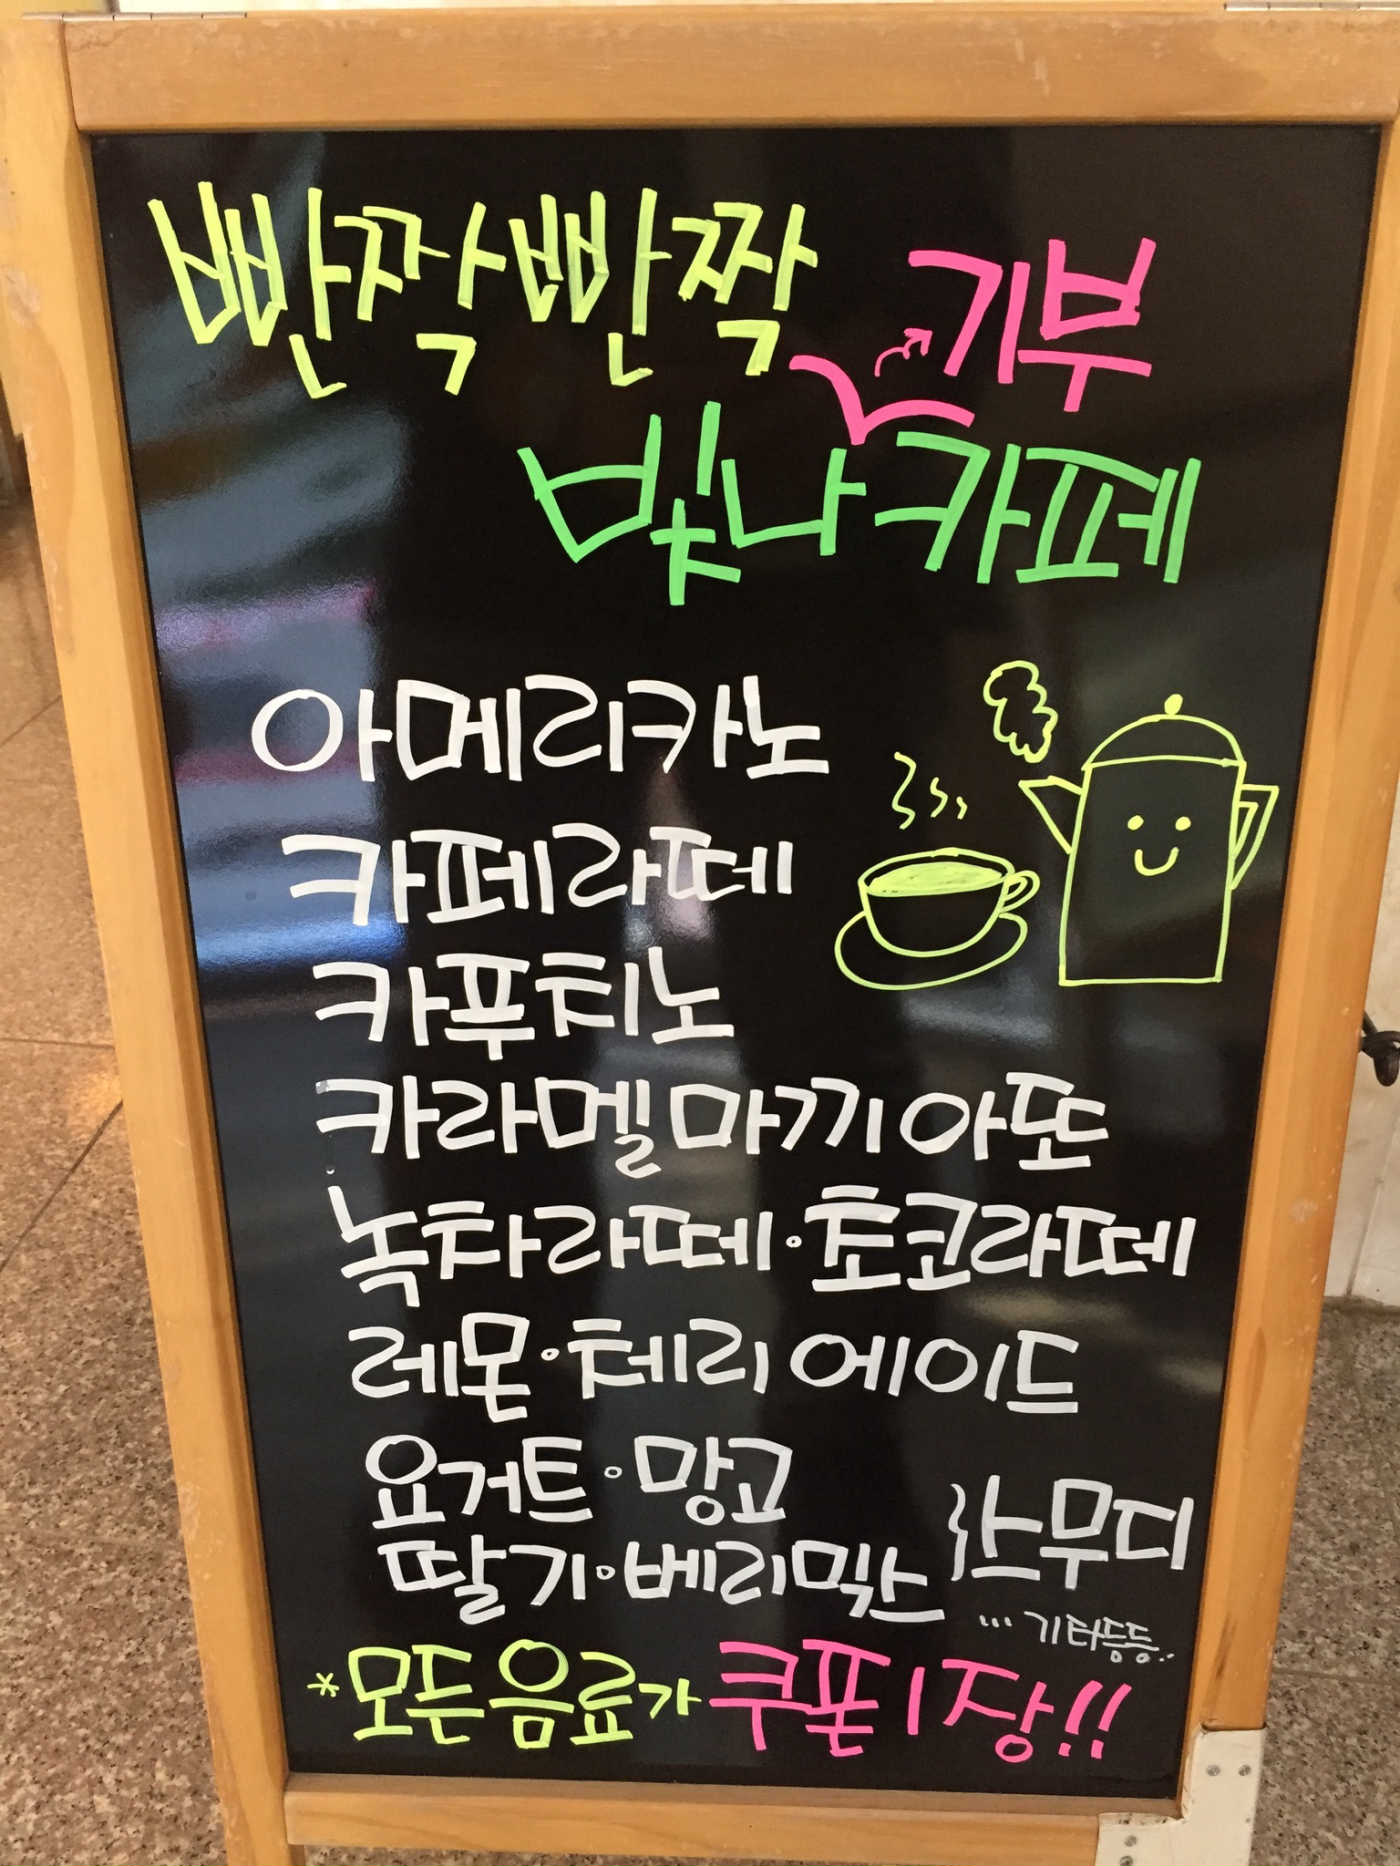 빤짝빤짝
기부
빛나 카페
아메리카노
카페라떼
카푸치노
카라멜 마끼아또
녹차라떼·초코라떼
레몬·체리 에이드
요거트·망고
딸기·베리믹스 } 스무디
... 기타등등..
*모든 음료가 쿠폰 1장!!